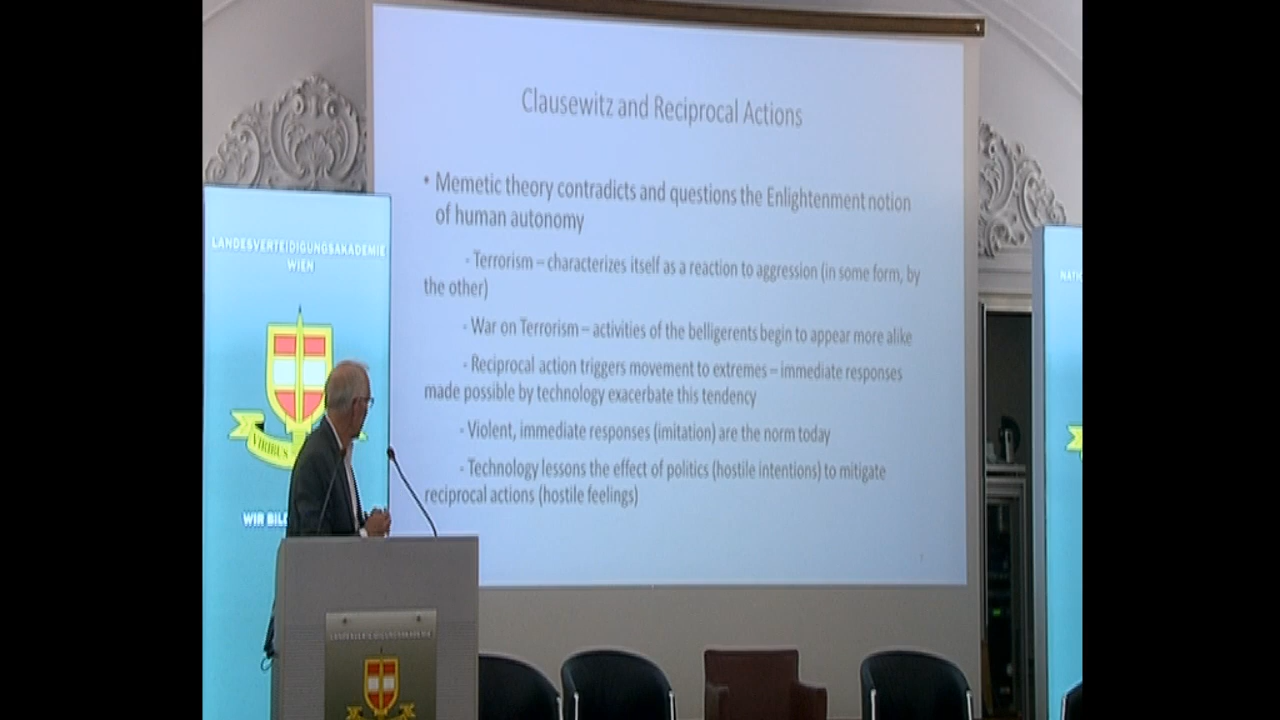 Clausewitz and Reciprocal Actions
• Memetic theory contradicts and questions the Enlightenment notion
of human autonomy
- Terrorism – characterizes itself as a reaction to aggression (in some form, by
the other)
- War on Terrorism – activities of the belligerents begin to appear more alike
- Reciprocal action triggers movement to extremes – immediate responses
made possible by technology exacerbate this tendency
- Violent, immediate responses (imitation) are the norm today
- Technology lessons the effect of politics (hostile intentions) to mitigate
reciprocal actions (hostile feelings)
LANDESVERTEIDIGUNGSAKADEMIE
WIEN
VIRIBUS
WIR BIL
NATIO
LANDESVERTEIDIGUNGSAKADEMIE